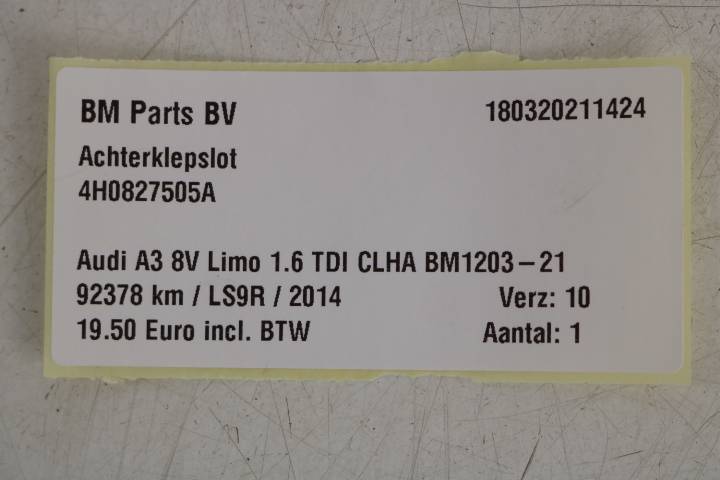 BM Parts BV 180320211424
Achterklepslot
4H0827505A
Audi A3 8V Limo 1.6 TDI CLHA BM1203-21
92378 km / LS9R / 2014 Verz: 10
19.50 Euro incl. BTW Aantal: 1